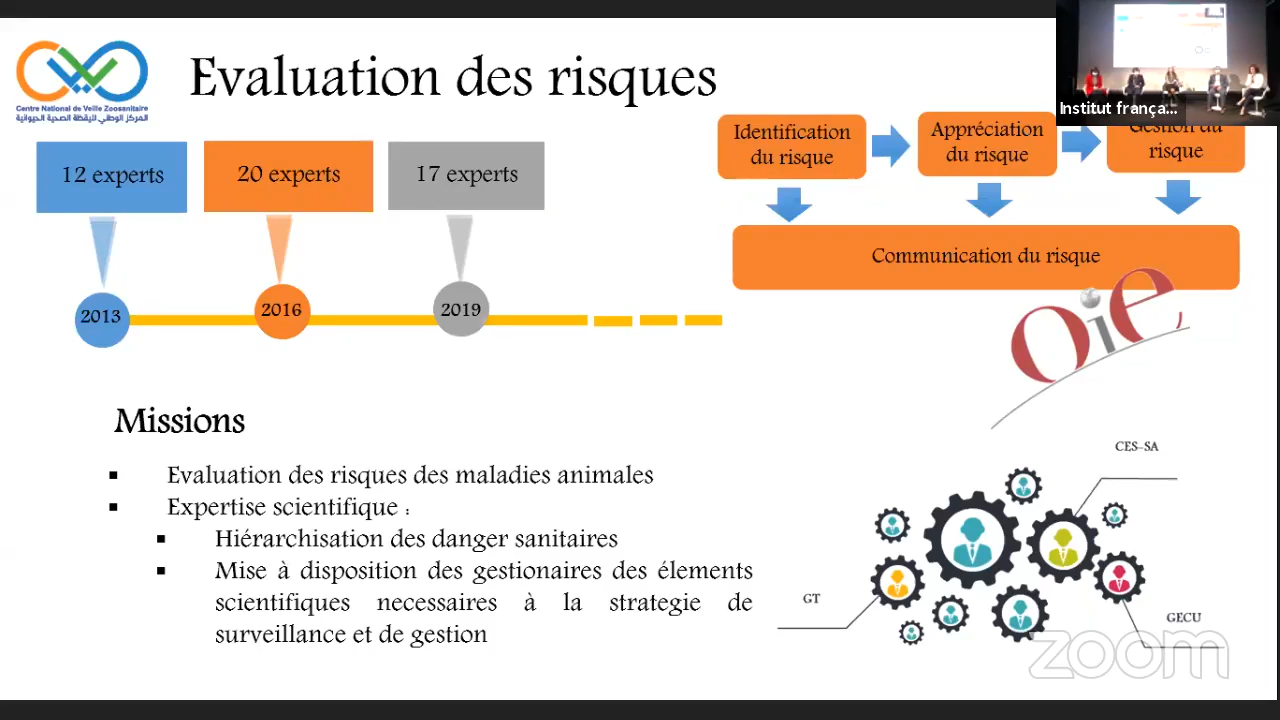 Centre National de Veille Zoosanitaire
المركز الوطني لليقظة الصحية الحيوانية
Evaluation des risques
Institut frança...
12 experts
20 experts
17 experts
2013
2016
2019
Identification
du risque
Appréciation
du risque
Gestion du
risque
Communication du risque
Oie
Missions
Evaluation des risques des maladies animales
Expertise scientifique :
Hiérarchisation des danger sanitaires
Mise à disposition des gestionaires des élements
scientifiques necessaires à la strategie de
surveillance et de gestion
CES-SA
GT
GECU
zoom